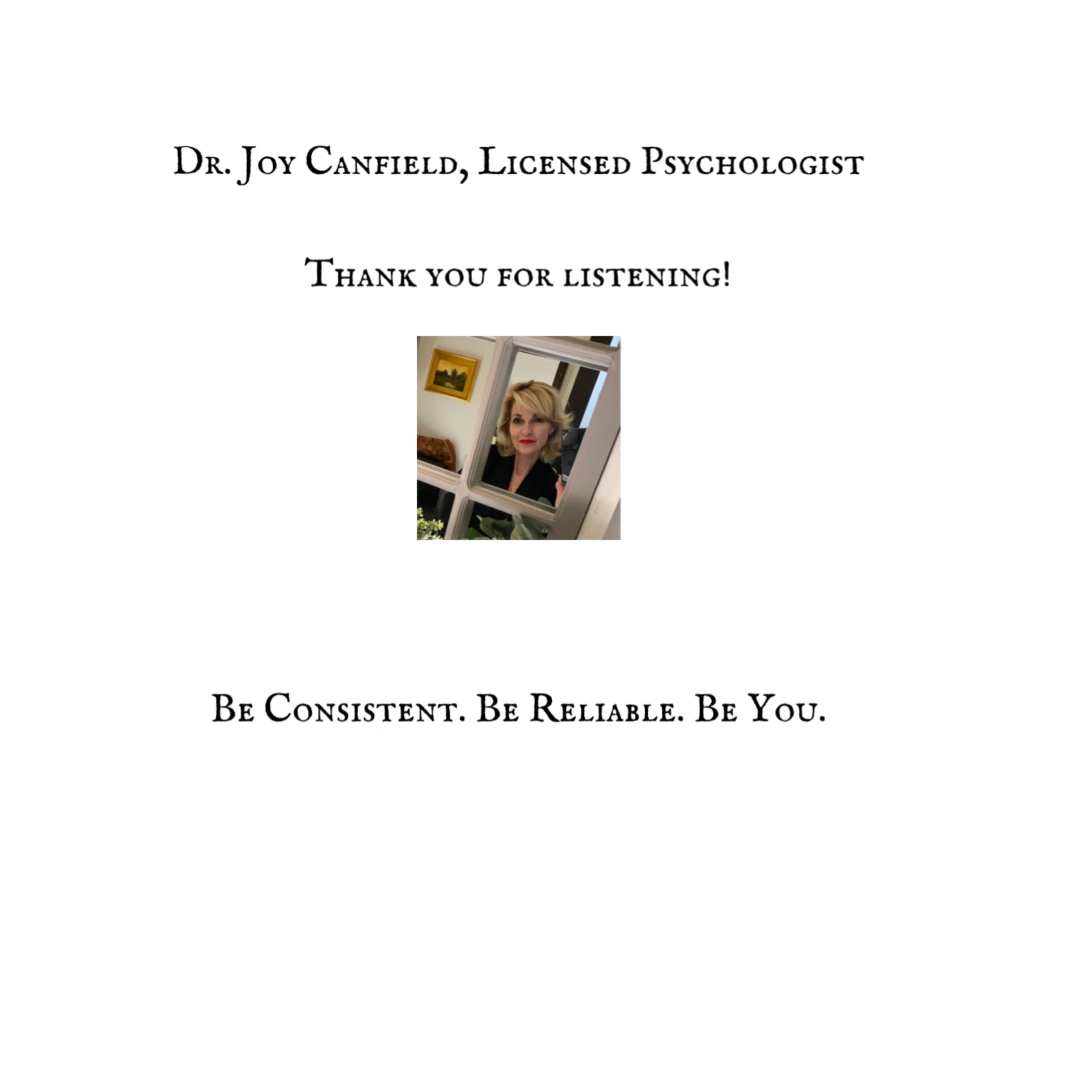 Dr. Joy Canfield, Licensed Psychologist
Thank you for listening!
Be Consistent. Be Reliable. Be You.